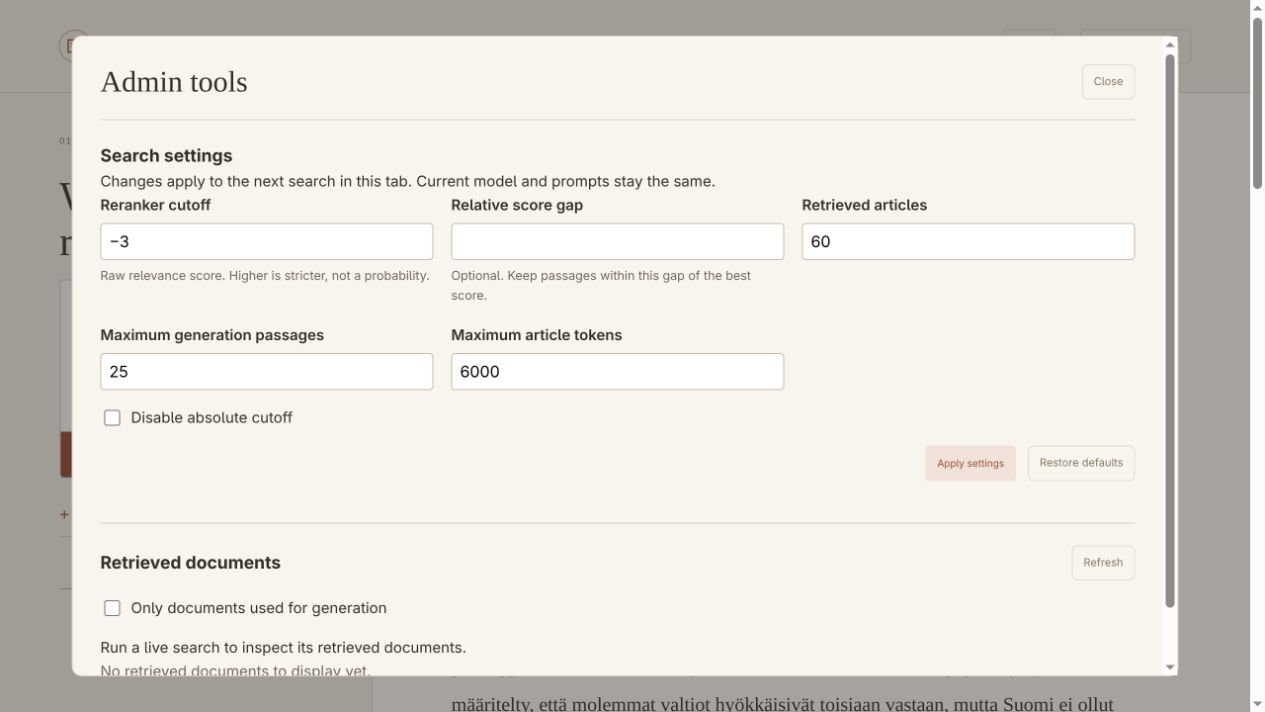 Admin tools
Close
01
Search settings
Changes apply to the next search in this tab. Current model and prompts stay the same.
Reranker cutoff
Relative score gap
Retrieved articles
−3
60
Raw relevance score. Higher is stricter, not a probability.
Optional. Keep passages within this gap of the best
score.
Maximum generation passages
Maximum article tokens
25
6000
Disable absolute cutoff
Apply settings
Restore defaults
+
Retrieved documents
Refresh
Only documents used for generation
Run a live search to inspect its retrieved documents.
No retrieved documents to display yet.
määritelty, että molemmat valtiot hyökkäisivät toisiaan vastaan, mutta Suomi ei ollut